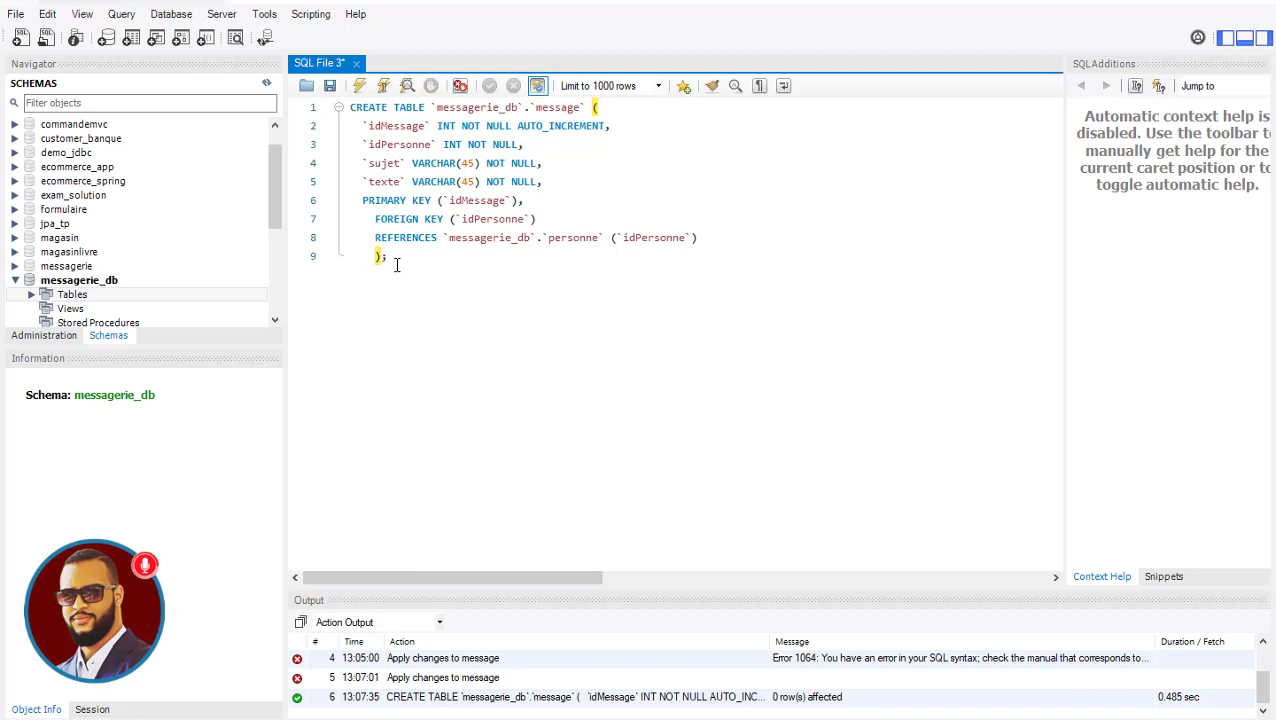 File Edit View Query Database Server Tools Scripting Help
Navigator
SCHEMAS
Filter objects
commandemvc
customer_banque
demo_jdbc
ecommerce_app
ecommerce_spring
exam_solution
formulaire
jpa_tp
magasin
magasinlivre
messagerie
messagerie_db
Tables
Views
Stored Procedures
Administration Schemas
Information
Schema: messagerie_db
Object Info Session
SQL File 3*
Limit to 1000 rows
1 CREATE TABLE `messagerie_db`.`message` (
2 `idMessage` INT NOT NULL AUTO_INCREMENT,
3 `idPersonne` INT NOT NULL,
4 `sujet` VARCHAR(45) NOT NULL,
5 `texte` VARCHAR(45) NOT NULL,
6 PRIMARY KEY (`idMessage`),
7 FOREIGN KEY (`idPersonne`)
8 REFERENCES `messagerie_db`.`personne` (`idPersonne`)
9 );
SQLAdditions
Jump to
Automatic context help is
disabled. Use the toolbar to
manually get help for the
current caret position or to
toggle automatic help.
Context Help Snippets
Output
Action Output
# Time Action Message Duration / Fetch
4 13:05:00 Apply changes to message Error 1064: You have an error in your SQL syntax; check the manual that corresponds to...
5 13:07:01 Apply changes to message
6 13:07:35 CREATE TABLE `messagerie_db`.`message` ( `idMessage` INT NOT NULL AUTO_INC... 0 row(s) affected 0.485 sec